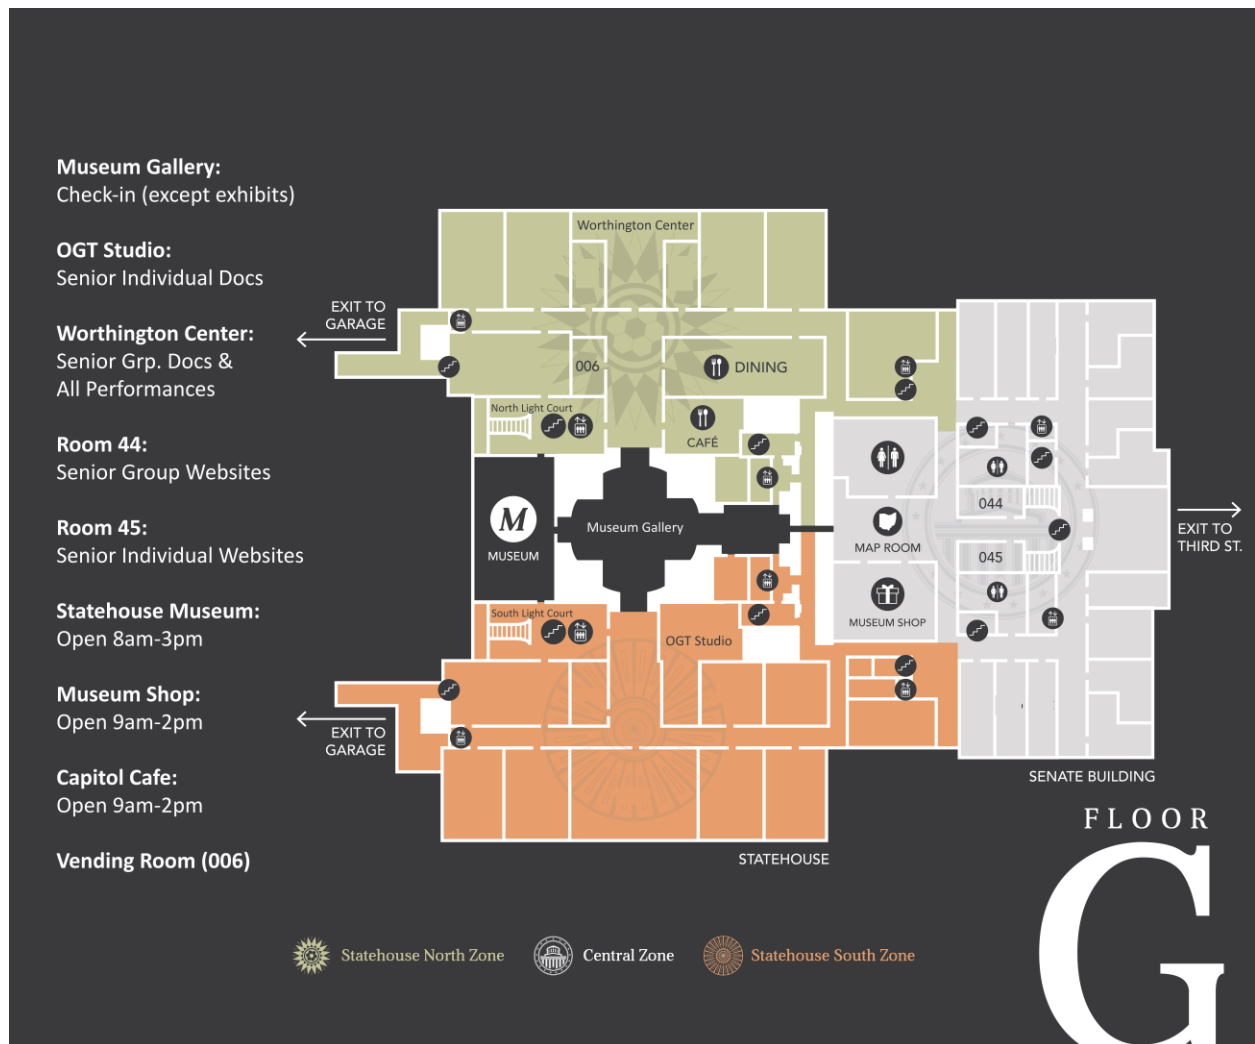 Museum Gallery:
Check-in (except exhibits)
OGT Studio:
Senior Individual Docs
Worthington Center:
Senior Grp. Docs &
All Performances
Room 44:
Senior Group Websites
Room 45:
Senior Individual Websites
Statehouse Museum:
Open 8am-3pm
Museum Shop:
Open 9am-2pm
Capitol Cafe:
Open 9am-2pm
Vending Room (006)
Worthington Center
EXIT TO
GARAGE
006
DINING
North Light Court
CAFÉ
M
MUSEUM
Museum Gallery
044
MAP ROOM
EXIT TO
THIRD ST.
045
South Light Court
OGT Studio
MUSEUM SHOP
EXIT TO
GARAGE
SENATE BUILDING
STATEHOUSE
FLOOR
G
Statehouse North Zone
Central Zone
Statehouse South Zone